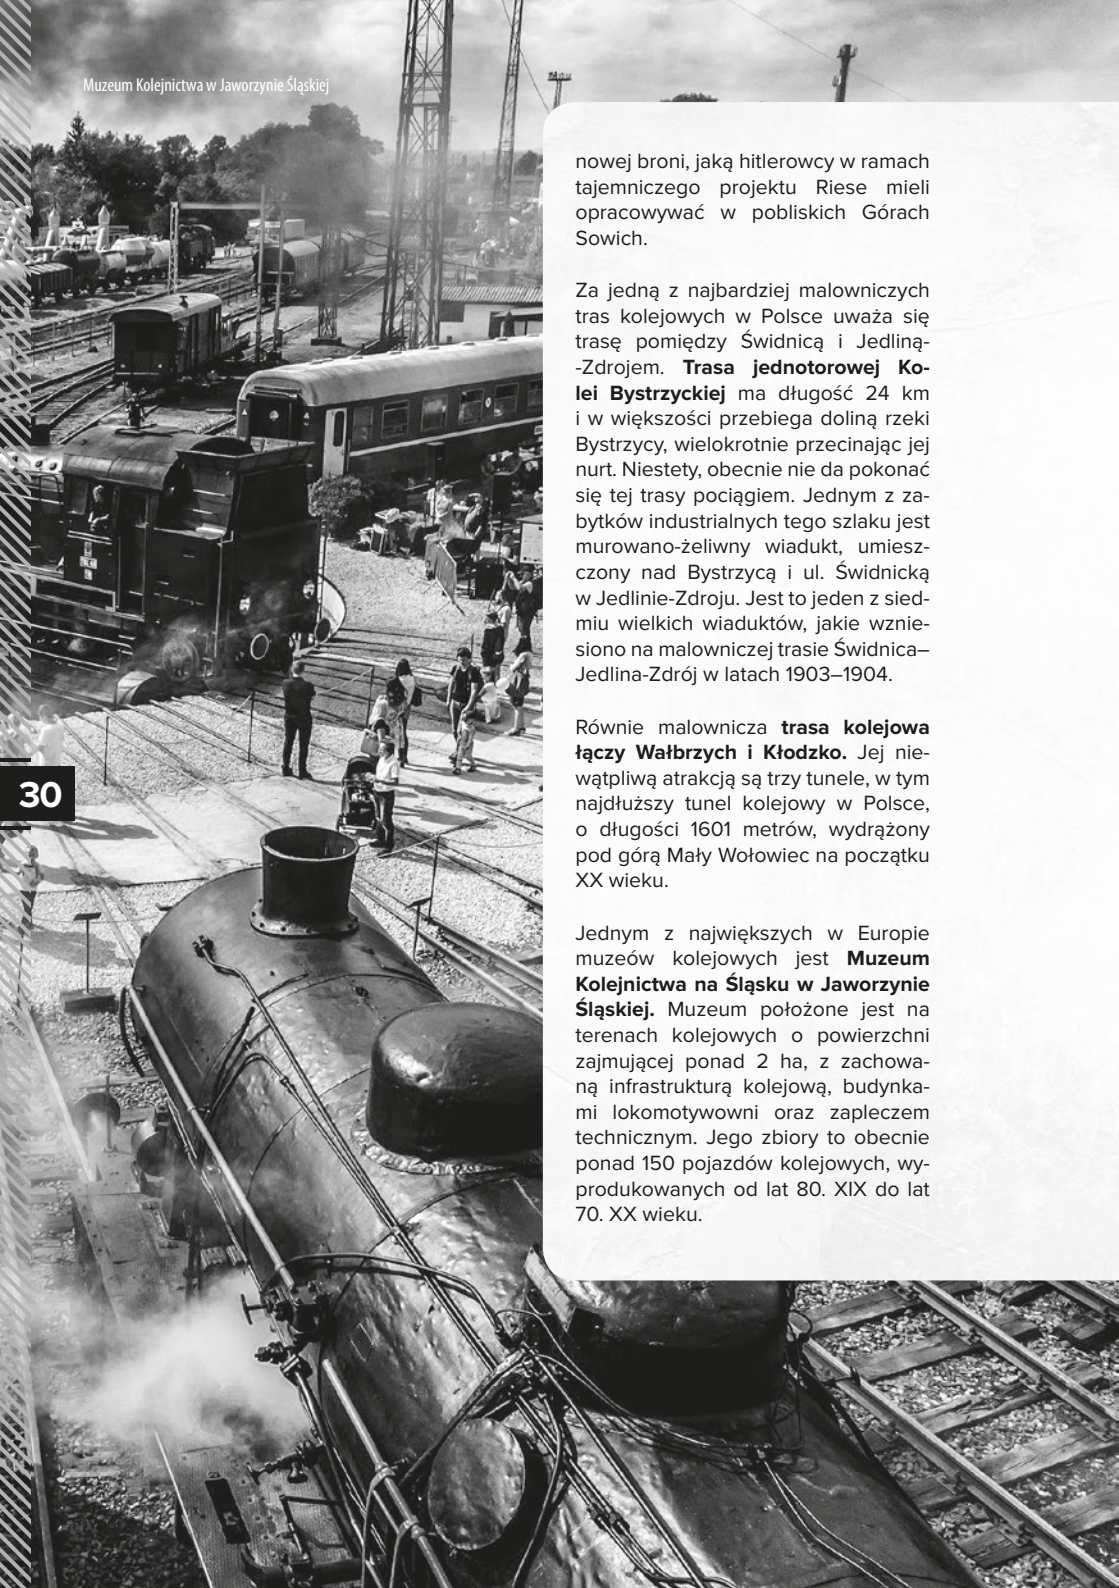 Muzeum Kolejnictwa w Jaworzynie Śląskiej
nowej broni, jaką hitlerowcy w ramach
tajemniczego projektu Riese mieli
opracowywać w pobliskich Górach
Sowich.
Za jedną z najbardziej malowniczych
tras kolejowych w Polsce uważa się
trasę pomiędzy Świdnicą i Jedliną-
-Zdrojem. Trasa jednotorowej Ko-
lei Bystrzyckiej ma długość 24 km
i w większości przebiega doliną rzeki
Bystrzycy, wielokrotnie przecinając jej
nurt. Niestety, obecnie nie da pokonać
się tej trasy pociągiem. Jednym z za-
bytków industrialnych tego szlaku jest
murowano-żeliwny wiadukt, umiesz-
czony nad Bystrzycą i ul. Świdnicką
w Jedlinie-Zdroju. Jest to jeden z sied-
miu wielkich wiaduktów, jakie wznie-
siono na malowniczej trasie Świdnica–
Jedlina-Zdrój w latach 1903–1904.
Równie malownicza trasa kolejowa
łączy Wałbrzych i Kłodzko. Jej nie-
wątpliwą atrakcją są trzy tunele, w tym
najdłuższy tunel kolejowy w Polsce,
o długości 1601 metrów, wydrążony
pod górą Mały Wołowiec na początku
XX wieku.
Jednym z największych w Europie
muzeów kolejowych jest Muzeum
Kolejnictwa na Śląsku w Jaworzynie
Śląskiej. Muzeum położone jest na
terenach kolejowych o powierzchni
zajmującej ponad 2 ha, z zachowa-
ną infrastrukturą kolejową, budynka-
mi lokomotywowni oraz zapleczem
technicznym. Jego zbiory to obecnie
ponad 150 pojazdów kolejowych, wy-
produkowanych od lat 80. XIX do lat
70. XX wieku.
30